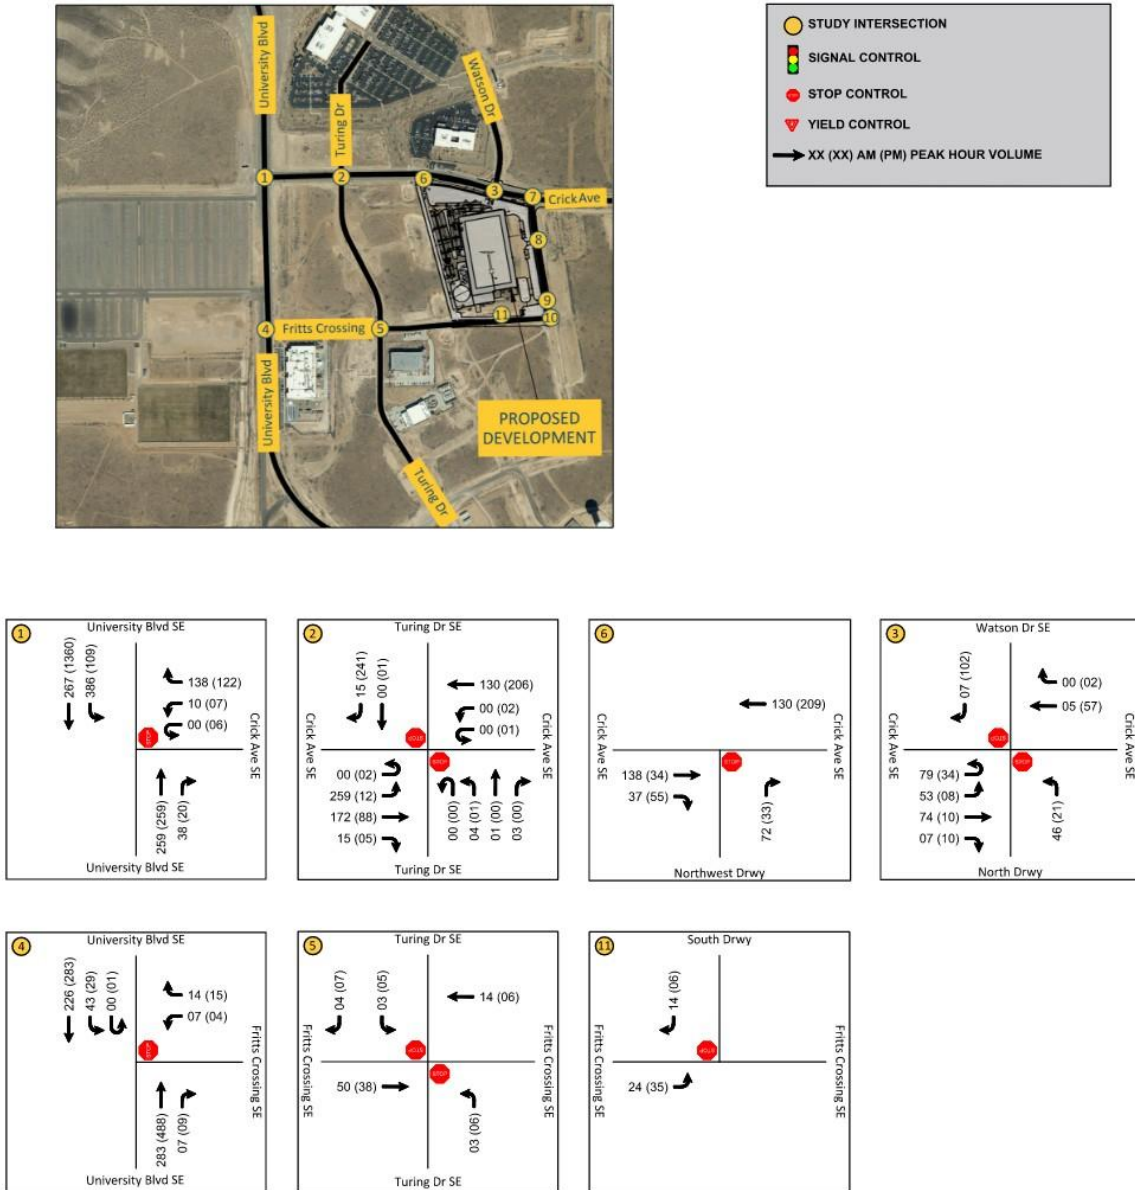 University Blvd
Turing Dr
Watson Dr
1
2
6
3
7
Crick Ave
8
9
10
11
4
Fritts Crossing
5
University Blvd
PROPOSED
DEVELOPMENT
Turing Dr
STUDY INTERSECTION
SIGNAL CONTROL
STOP CONTROL
YIELD CONTROL
XX (XX) AM (PM) PEAK HOUR VOLUME
1
University Blvd SE
267 (1360)
386 (109)
138 (122)
10 (07)
00 (06)
STOP
Crick Ave SE
259 (259)
38 (20)
University Blvd SE
2
Turing Dr SE
15 (241)
00 (01)
130 (206)
00 (02)
00 (01)
STOP
STOP
Crick Ave SE
Crick Ave SE
00 (02)
259 (12)
172 (88)
15 (05)
00 (00)
04 (01)
01 (00)
03 (00)
Turing Dr SE
6
130 (209)
STOP
Crick Ave SE
Crick Ave SE
138 (34)
37 (55)
72 (33)
Northwest Drwy
3
Watson Dr SE
07 (102)
00 (02)
05 (57)
STOP
STOP
Crick Ave SE
Crick Ave SE
79 (34)
53 (08)
74 (10)
07 (10)
46 (21)
North Drwy
4
University Blvd SE
226 (283)
43 (29)
00 (01)
14 (15)
07 (04)
STOP
Fritts Crossing SE
283 (488)
07 (09)
University Blvd SE
5
Turing Dr SE
04 (07)
03 (05)
14 (06)
STOP
STOP
Fritts Crossing SE
Fritts Crossing SE
50 (38)
03 (06)
Turing Dr SE
11
South Drwy
14 (06)
STOP
Fritts Crossing SE
Fritts Crossing SE
24 (35)